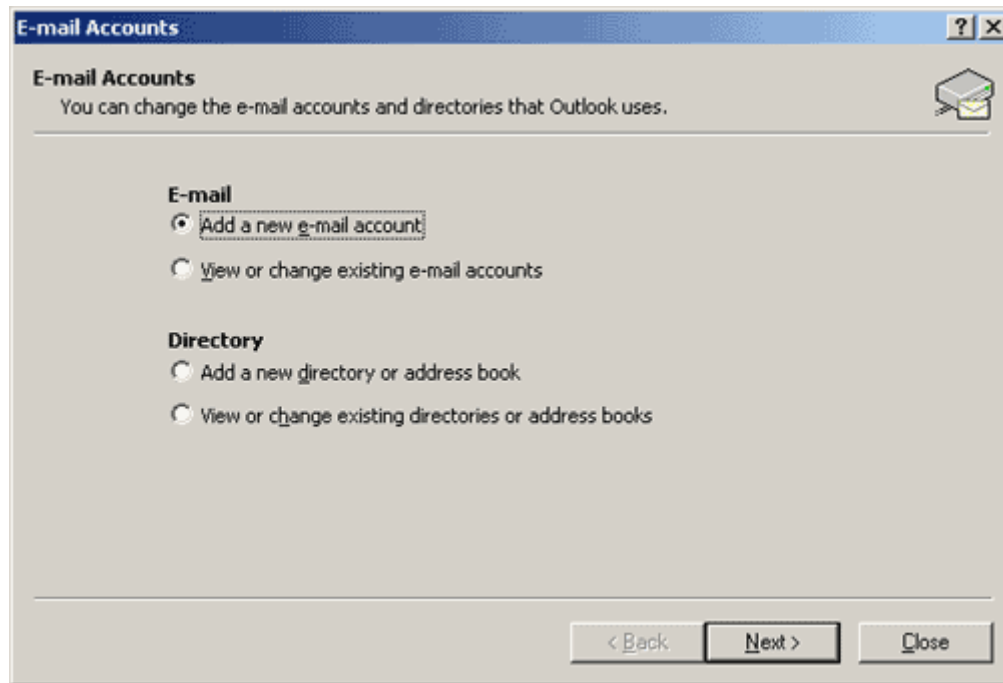 E-mail Accounts
E-mail Accounts
You can change the e-mail accounts and directories that Outlook uses.
E-mail
Add a new e-mail account
View or change existing e-mail accounts
Directory
Add a new directory or address book
View or change existing directories or address books
< Back
Next >
Close